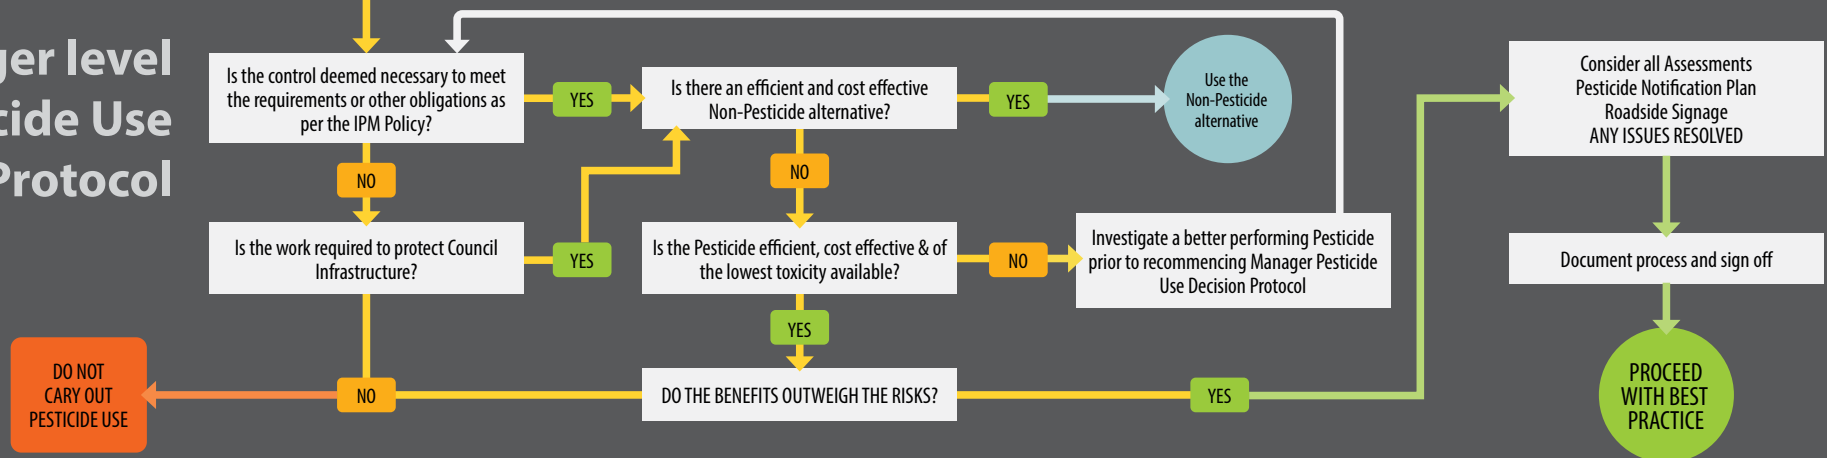 ger level
cide Use
Protocol
Is the control deemed necessary to meet
the requirements or other obligations as
per the IPM Policy?
YES
Is there an efficient and cost effective
Non-Pesticide alternative?
YES
Use the
Non-Pesticide
alternative
Consider all Assessments
Pesticide Notification Plan
Roadside Signage
ANY ISSUES RESOLVED
NO
NO
Is the work required to protect Council
Infrastructure?
YES
Is the Pesticide efficient, cost effective & of
the lowest toxicity available?
NO
Investigate a better performing Pesticide
prior to recommencing Manager Pesticide
Use Decision Protocol
Document process and sign off
YES
DO NOT
CARY OUT
PESTICIDE USE
NO
DO THE BENEFITS OUTWEIGH THE RISKS?
YES
PROCEED
WITH BEST
PRACTICE